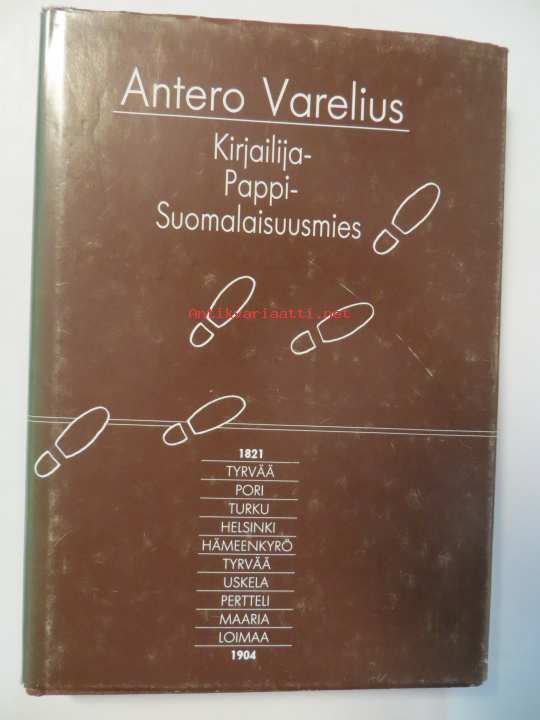 Antero Varelius
Kirjailija-
Pappi-
Suomalaisuusmies
Antikvariaatti.net
1821
TYRVÄÄ
PORI
TURKU
HELSINKI
HÄMEENKYRÖ
TYRVÄÄ
USKELA
PERTTELI
MAARIA
LOIMAA
1904